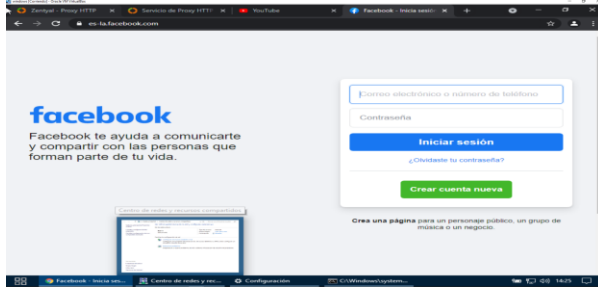 Zentyal - Proxy HTTP
Servicio de Proxy HTTP
YouTube
Facebook - Inicia sesió
es-la.facebook.com
facebook
Facebook te ayuda a comunicarte
y compartir con las personas que
forman parte de tu vida.
Correo electrónico o número de teléfono
Contraseña
Iniciar sesión
¿Olvidaste tu contraseña?
Crear cuenta nueva
Crea una página para un personaje público, un grupo de
música o un negocio.
Centro de redes y recursos compartidos
Facebook - Inicia ses...
Centro de redes y rec...
Configuración
C:\Windows\system...
14:25